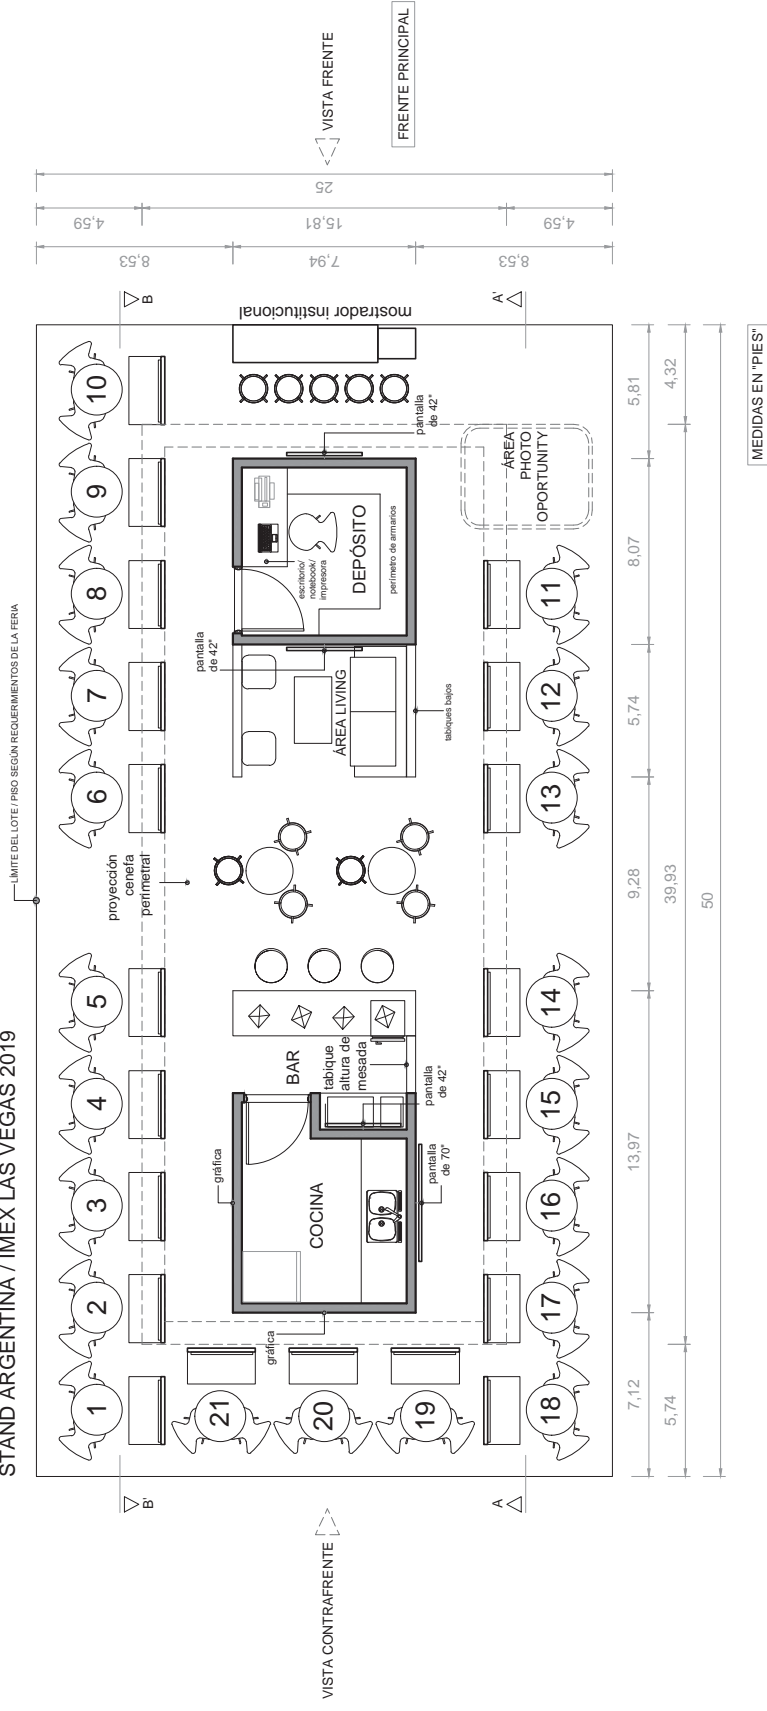 STAND ARGENTINA / IMEX LAS VEGAS 2019
LÍMITE DEL LOTE / PISO SEGÚN REQUERIMIENTOS DE LA FERIA
VISTA CONTRAFRENTE
VISTA FRENTE
FRENTE PRINCIPAL
B'
B
A
A'
1
2
3
4
5
6
7
8
9
10
proyección
cenefa
perimetral
21
20
19
gráfica
gráfica
COCINA
pantalla
de 70"
BAR
tabique
altura de
mesada
pantalla
de 42"
pantalla
de 42"
ÁREA LIVING
tabiques bajos
escritorio/
notebook/
impresora
DEPÓSITO
perímetro de armarios
pantalla
de 42"
mostrador institucional
ÁREA
PHOTO
OPORTUNITY
18
17
16
15
14
13
12
11
8,53
7,94
8,53
4,59
15,81
4,59
25
7,12
13,97
9,28
5,74
8,07
5,81
5,74
39,93
4,32
50
MEDIDAS EN "PIES"